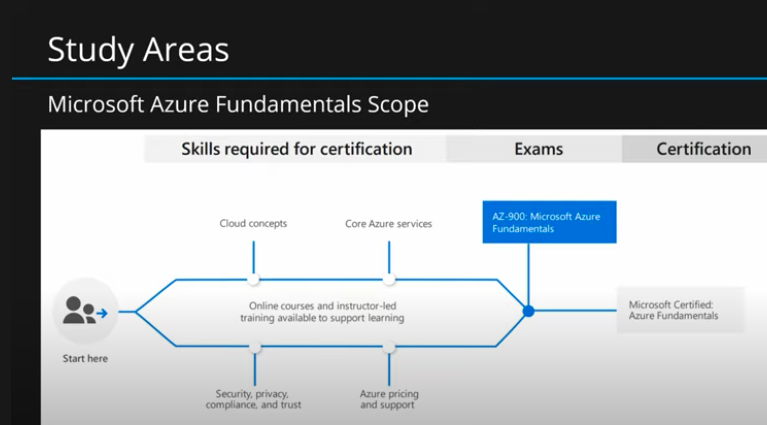 Study Areas
Microsoft Azure Fundamentals Scope
Skills required for certification
Exams
Certification
Cloud concepts
Core Azure services
AZ-900: Microsoft Azure
Fundamentals
Online courses and instructor-led
training available to support learning
Microsoft Certified:
Azure Fundamentals
Start here
Security, privacy,
compliance, and trust
Azure pricing
and support